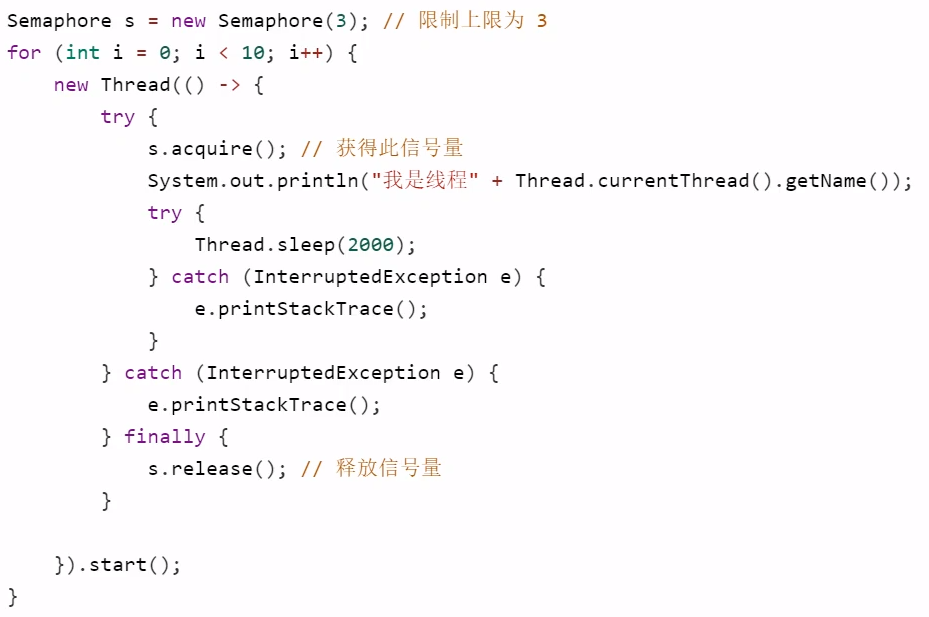 Semaphore s = new Semaphore(3); // 限制上限为 3
for (int i = 0; i < 10; i++) {
    new Thread(() -> {
        try {
            s.acquire(); // 获得此信号量
            System.out.println("我是线程" + Thread.currentThread().getName());
            try {
                Thread.sleep(2000);
            } catch (InterruptedException e) {
                e.printStackTrace();
            }
        } catch (InterruptedException e) {
            e.printStackTrace();
        } finally {
            s.release(); // 释放信号量
        }

    }).start();
}